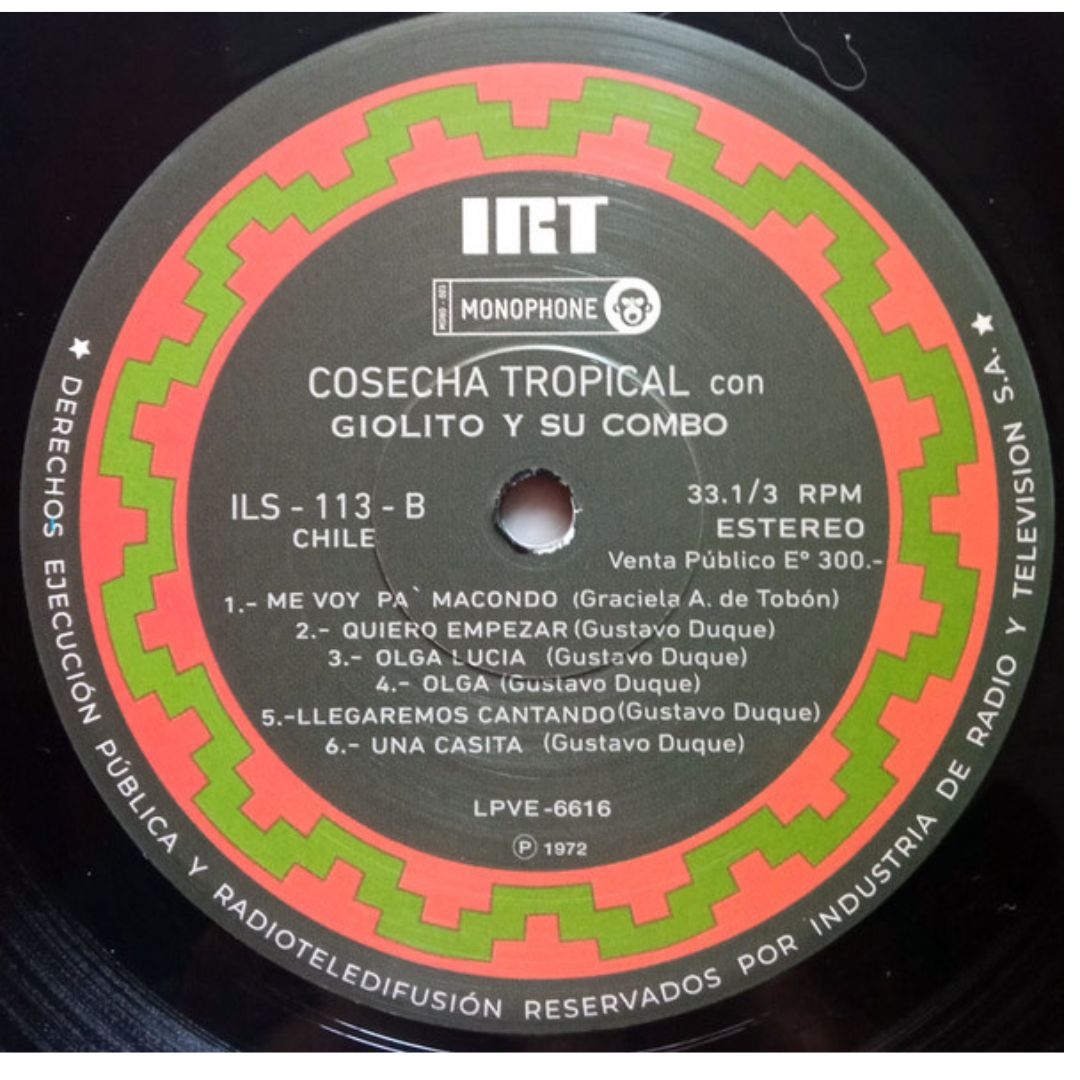 IRT
MONO - 003
MONOPHONE
COSECHA TROPICAL con
GIOLITO Y SU COMBO
ILS - 113 - B
CHILE
33.1/3 RPM
ESTEREO
Venta Público E° 300.-
1.- ME VOY PA` MACONDO (Graciela A. de Tobón)
2.- QUIERO EMPEZAR (Gustavo Duque)
3.- OLGA LUCIA (Gustavo Duque)
4.- OLGA (Gustavo Duque)
5.-LLEGAREMOS CANTANDO (Gustavo Duque)
6.- UNA CASITA (Gustavo Duque)
LPVE-6616
Ⓟ 1972
★ DERECHOS EJECUCIÓN PÚBLICA Y RADIOTELEDIFUSIÓN RESERVADOS POR INDUSTRIA DE RADIO Y TELEVISION S.A. ★